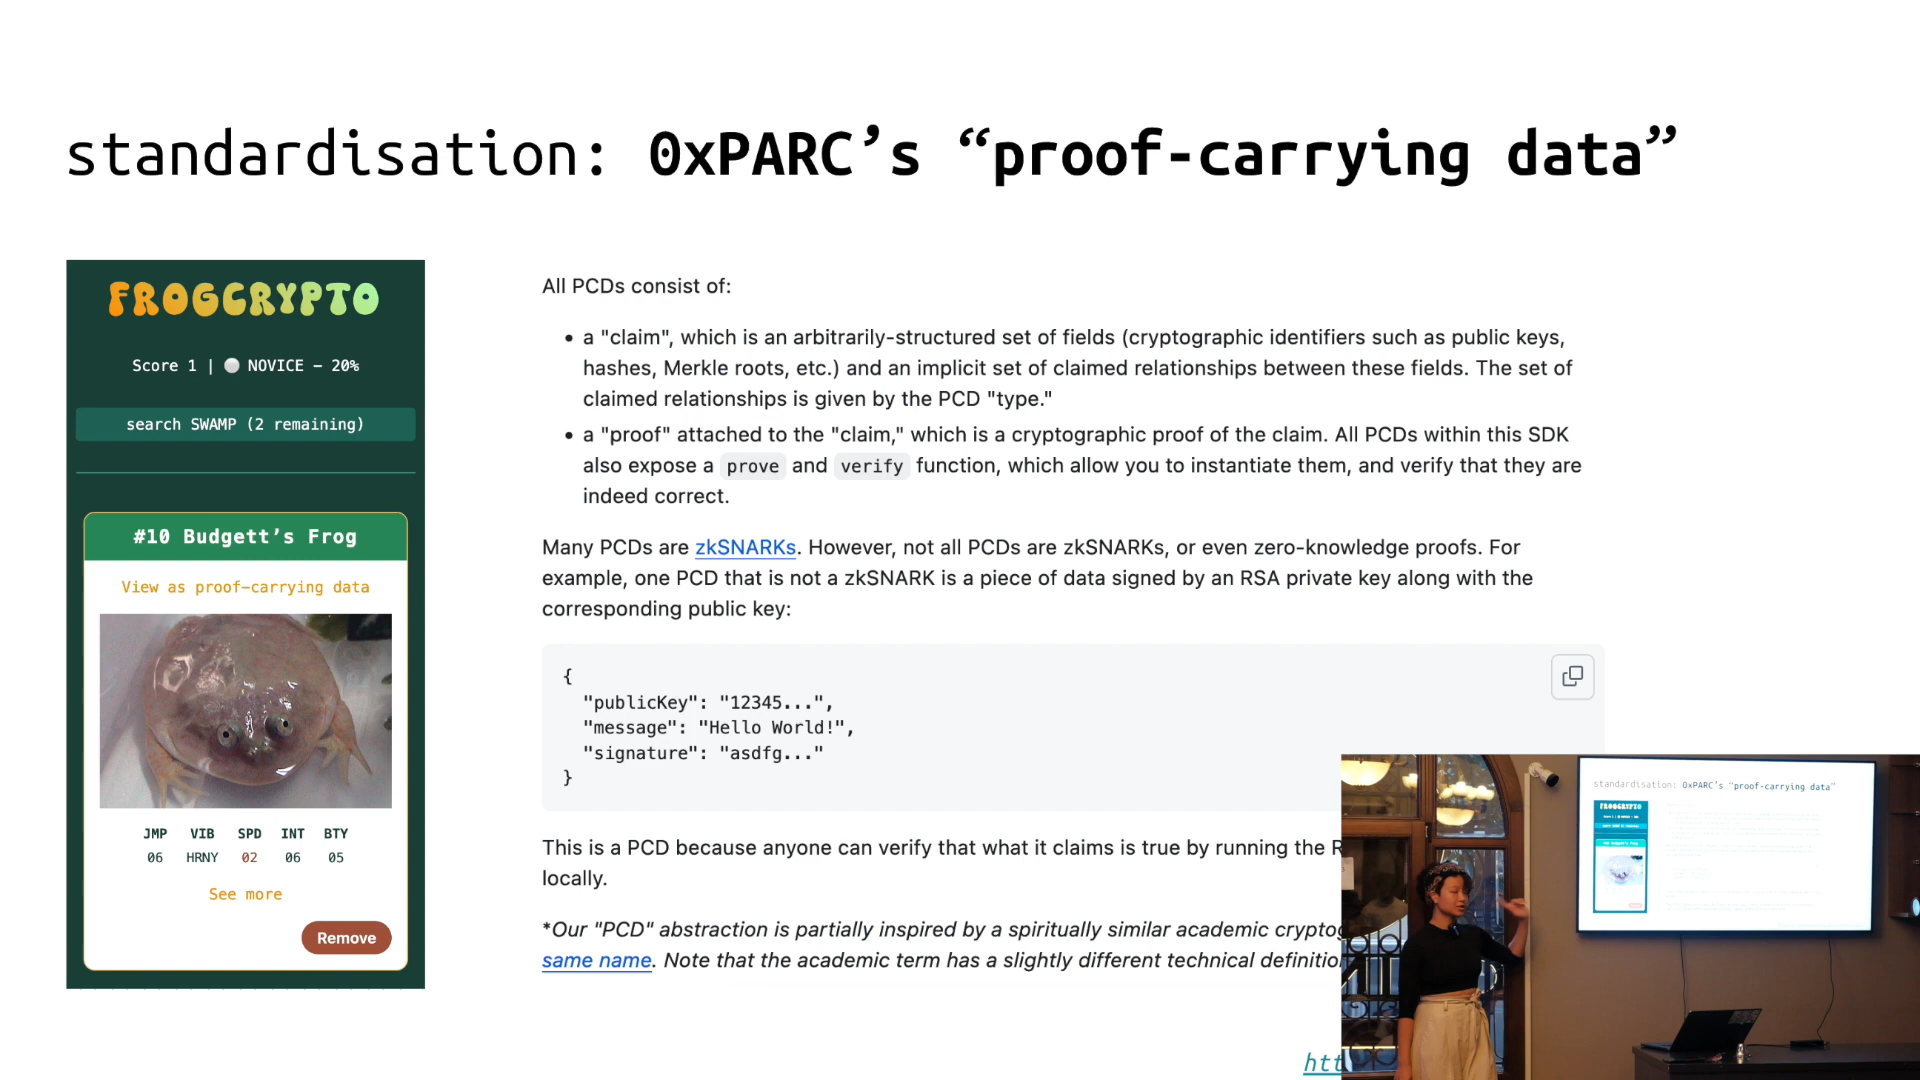 standardisation: 0xPARC’s “proof-carrying data”
FROGCRYPTO
Score 1 | ⚪ NOVICE – 20%
search SWAMP (2 remaining)
#10 Budgett’s Frog
View as proof-carrying data
JMP VIB SPD INT BTY
06 HRNY 02 06 05
See more
Remove
All PCDs consist of:
• a "claim", which is an arbitrarily-structured set of fields (cryptographic identifiers such as public keys,
hashes, Merkle roots, etc.) and an implicit set of claimed relationships between these fields. The set of
claimed relationships is given by the PCD "type."
• a "proof" attached to the "claim," which is a cryptographic proof of the claim. All PCDs within this SDK
also expose a prove and verify function, which allow you to instantiate them, and verify that they are
indeed correct.
Many PCDs are zkSNARKs. However, not all PCDs are zkSNARKs, or even zero-knowledge proofs. For
example, one PCD that is not a zkSNARK is a piece of data signed by an RSA private key along with the
corresponding public key:
{
"publicKey": "12345...",
"message": "Hello World!",
"signature": "asdfg..."
}
This is a PCD because anyone can verify that what it claims is true by running the R
locally.
*Our "PCD" abstraction is partially inspired by a spiritually similar academic cryptog
same name. Note that the academic term has a slightly different technical definition
htt
standardisation: 0xPARC’s “proof-carrying data”
FROGCRYPTO